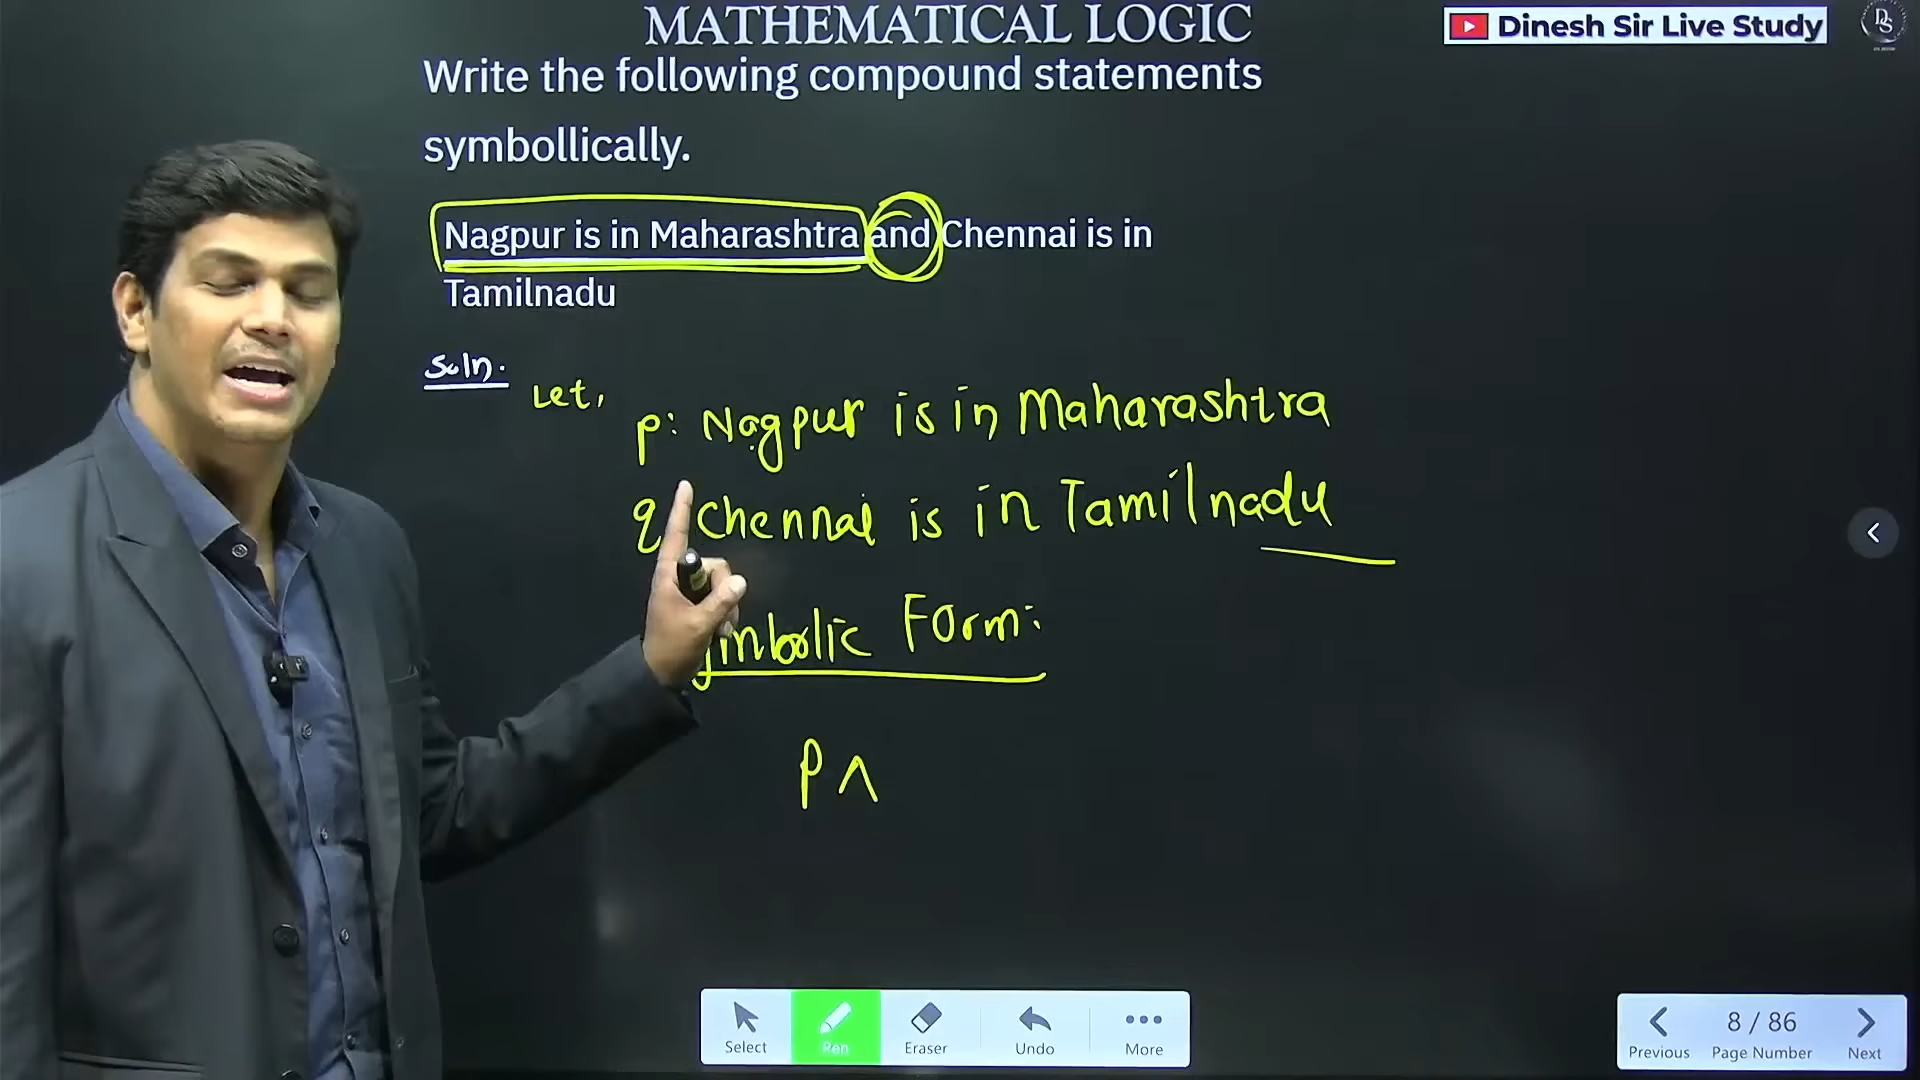 MATHEMATICAL LOGIC
Dinesh Sir Live Study
DS
Write the following compound statements
symbollically.
Nagpur is in Maharashtra and Chennai is in
Tamilnadu
Soln.
Let,
p: Nagpur is in Maharashtra
q Chennai is in Tamilnadu
Form:
p ∧
Select
Pen
Eraser
Undo
More
8 / 86
Previous
Page Number
Next